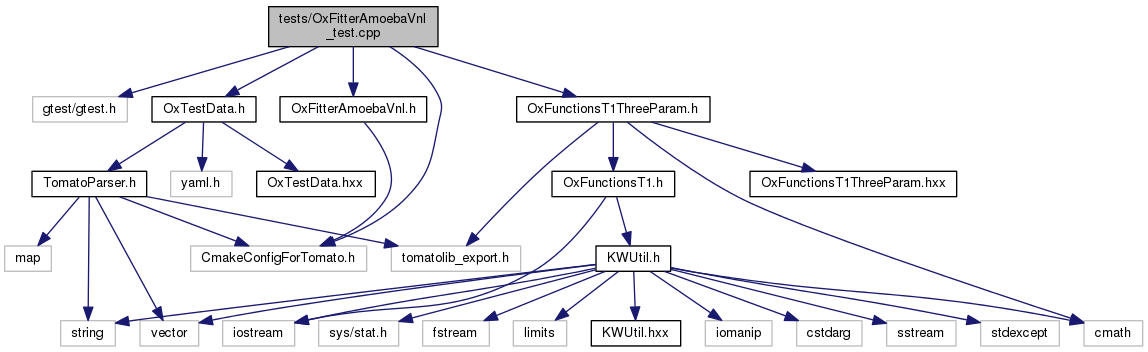 tests/OxFitterAmoebaVnl
_test.cpp
gtest/gtest.h
OxTestData.h
OxFitterAmoebaVnl.h
OxFunctionsT1ThreeParam.h
TomatoParser.h
yaml.h
OxTestData.hxx
OxFunctionsT1.h
OxFunctionsT1ThreeParam.hxx
map
CmakeConfigForTomato.h
tomatolib_export.h
KWUtil.h
string
vector
iostream
sys/stat.h
fstream
limits
KWUtil.hxx
iomanip
cstdarg
sstream
stdexcept
cmath